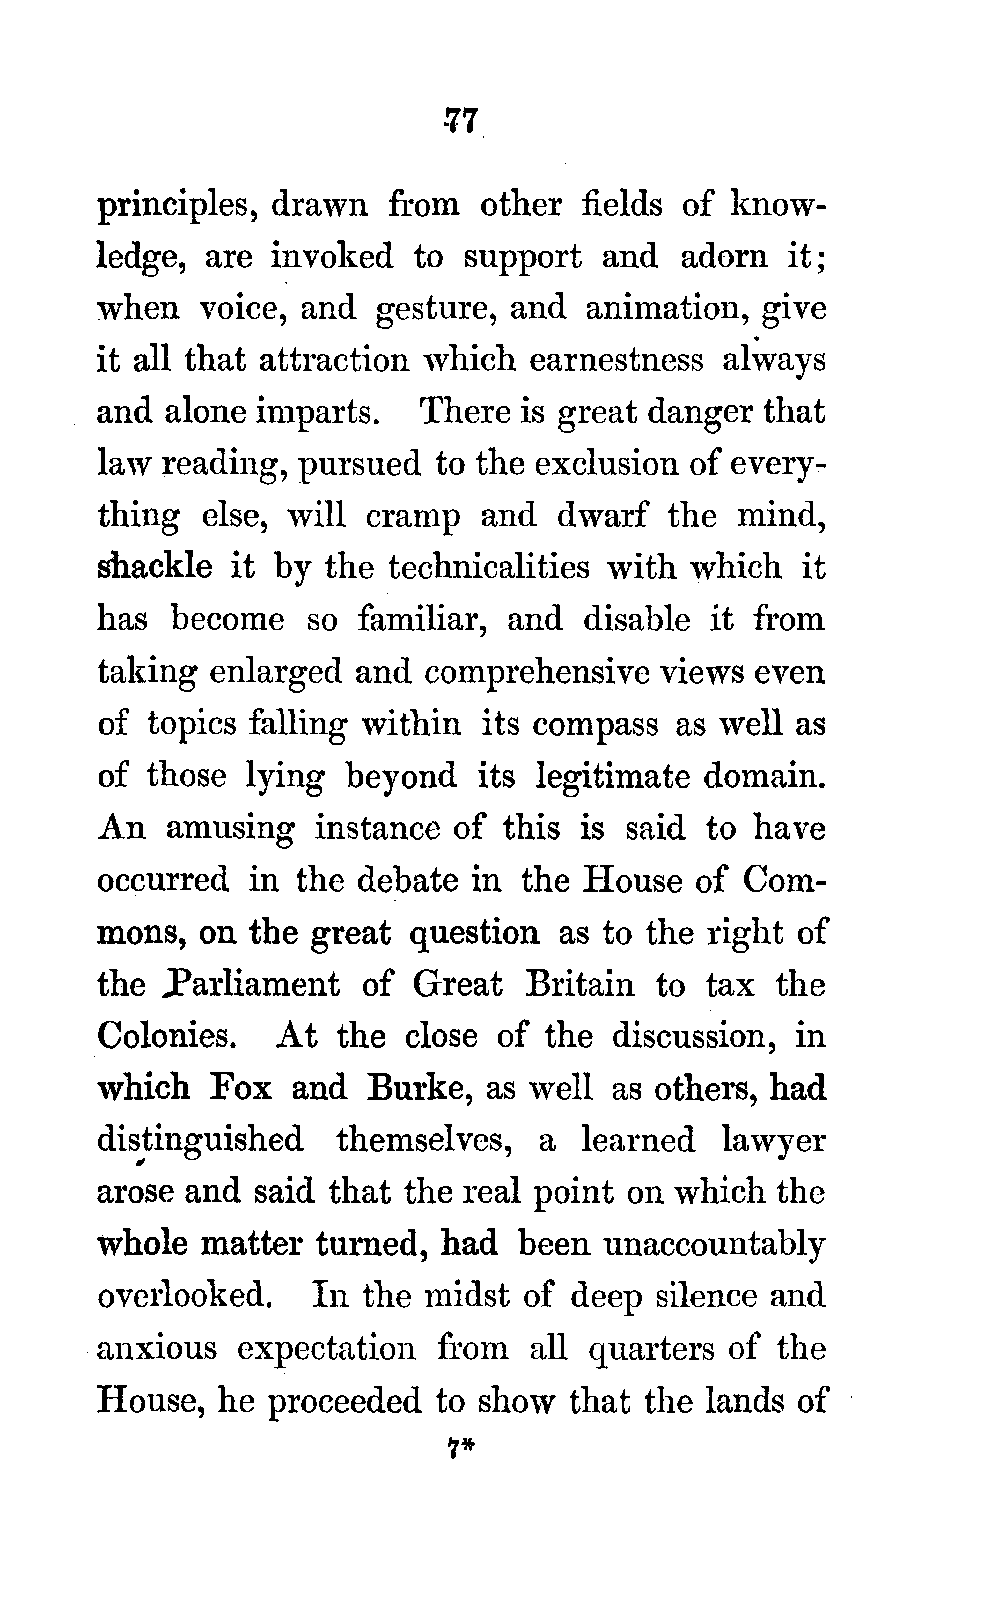 77
principles, drawn from other fields of know-
ledge, are invoked to support and adorn it;
when voice, and gesture, and animation, give
it all that attraction which earnestness always
and alone imparts. There is great danger that
law reading, pursued to the exclusion of every-
thing else, will cramp and dwarf the mind,
shackle it by the technicalities with which it
has become so familiar, and disable it from
taking enlarged and comprehensive views even
of topics falling within its compass as well as
of those lying beyond its legitimate domain.
An amusing instance of this is said to have
occurred in the debate in the House of Com-
mons, on the great question as to the right of
the Parliament of Great Britain to tax the
Colonies. At the close of the discussion, in
which Fox and Burke, as well as others, had
distinguished themselves, a learned lawyer
arose and said that the real point on which the
whole matter turned, had been unaccountably
overlooked. In the midst of deep silence and
anxious expectation from all quarters of the
House, he proceeded to show that the lands of
7*